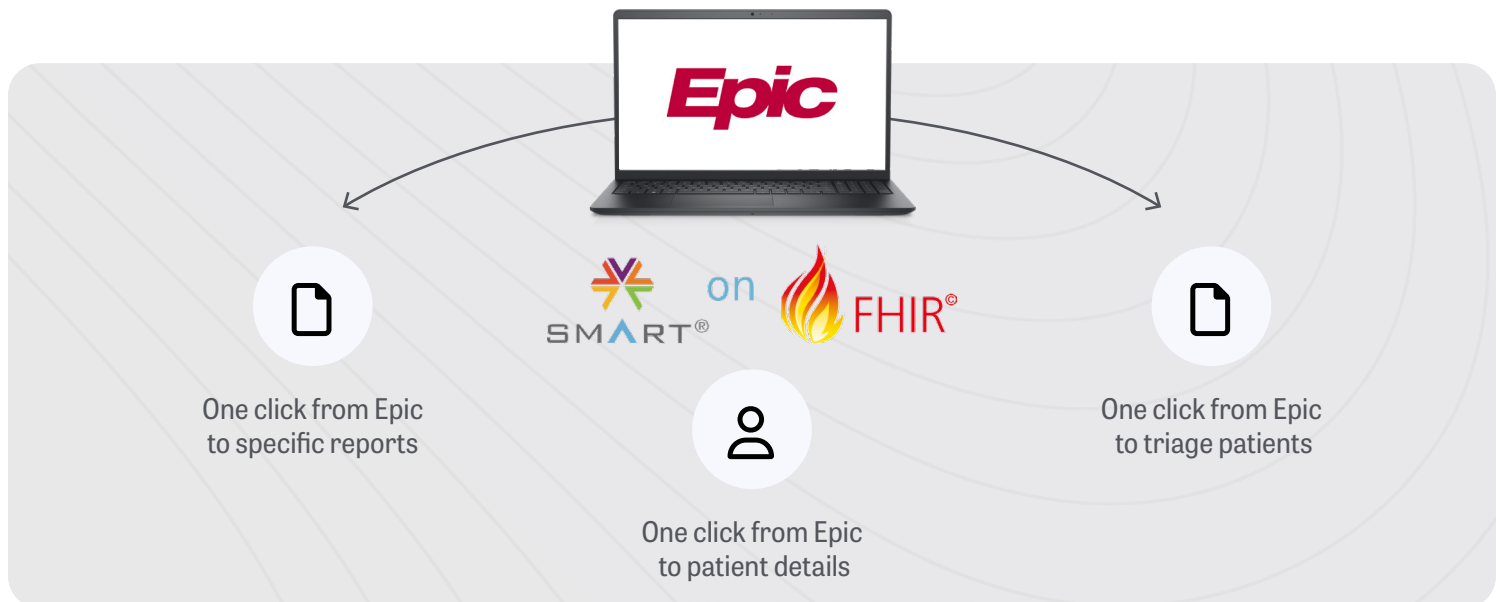 Epic
SMART® on FHIR©
One click from Epic
to specific reports
One click from Epic
to patient details
One click from Epic
to triage patients